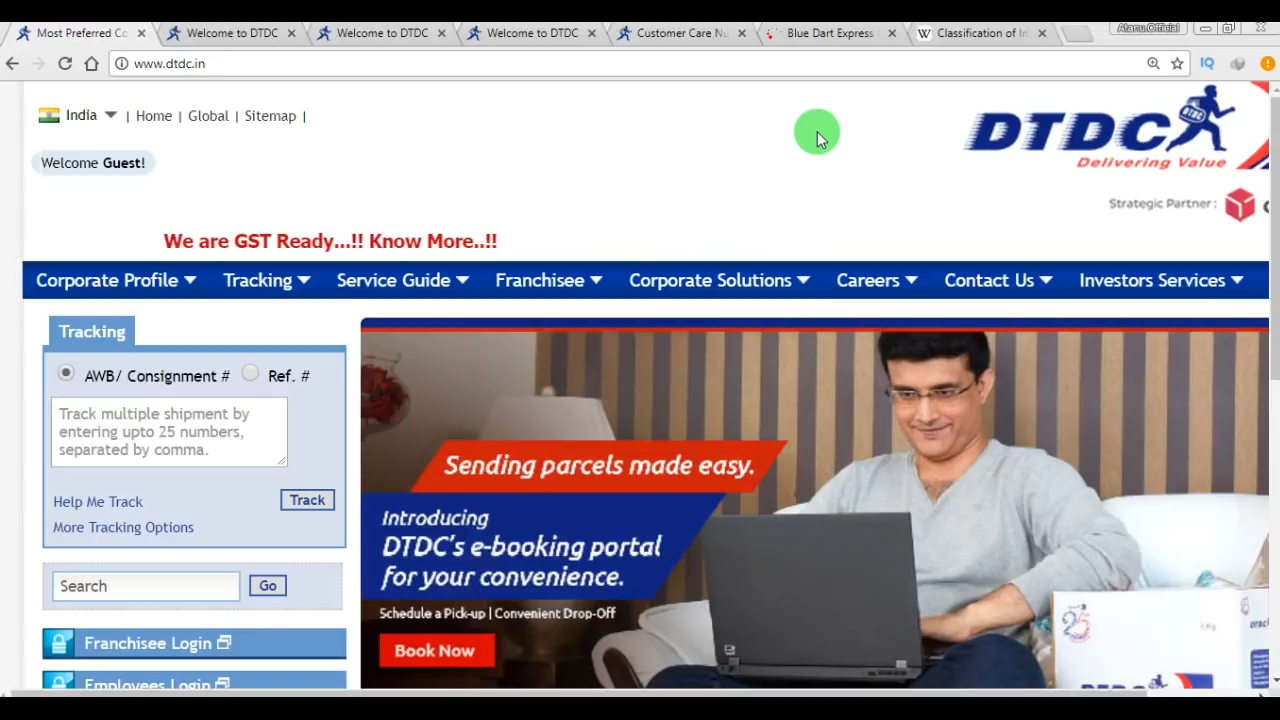 Most Preferred Co
Welcome to DTDC
Welcome to DTDC
Welcome to DTDC
Customer Care Nu
Blue Dart Express
Classification of In
Atanu Official
www.dtdc.in
India | Home | Global | Sitemap |
Welcome Guest!
DTDC
Delivering Value
Strategic Partner :
We are GST Ready...!! Know More..!!
Corporate Profile Tracking Service Guide Franchisee Corporate Solutions Careers Contact Us Investors Services
Tracking
AWB/ Consignment # Ref. #
Track multiple shipment by
entering upto 25 numbers,
separated by comma.
Help Me Track
Track
More Tracking Options
Search Go
Franchisee Login
Employees Login
Sending parcels made easy.
Introducing
DTDC's e-booking portal
for your convenience.
Schedule a Pick-up | Convenient Drop-Off
Book Now
25
DTDC